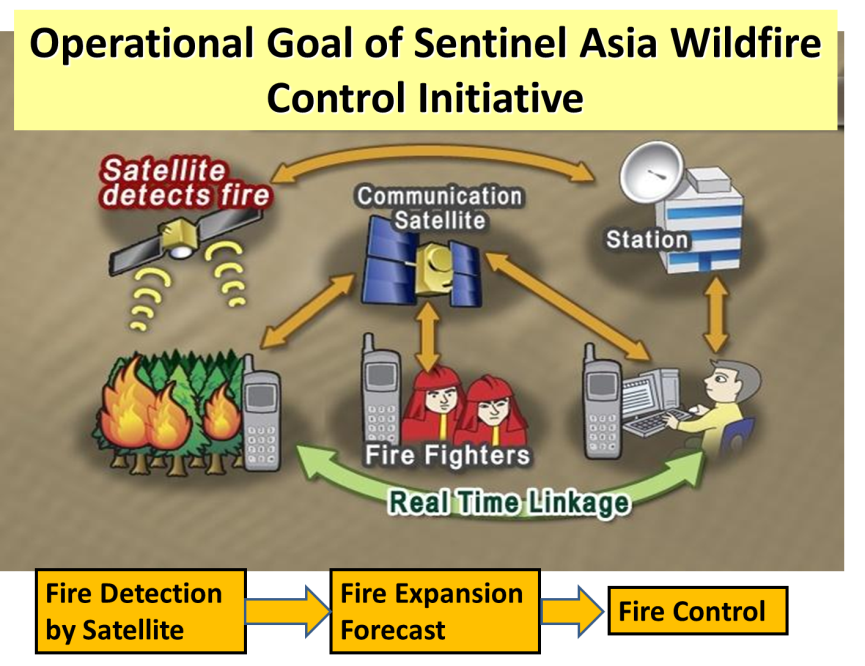 Operational Goal of Sentinel Asia Wildfire
Control Initiative
Satellite
detects fire
Communication
Satellite
Station
Fire Fighters
Real Time Linkage
Fire Detection
by Satellite
Fire Expansion
Forecast
Fire Control